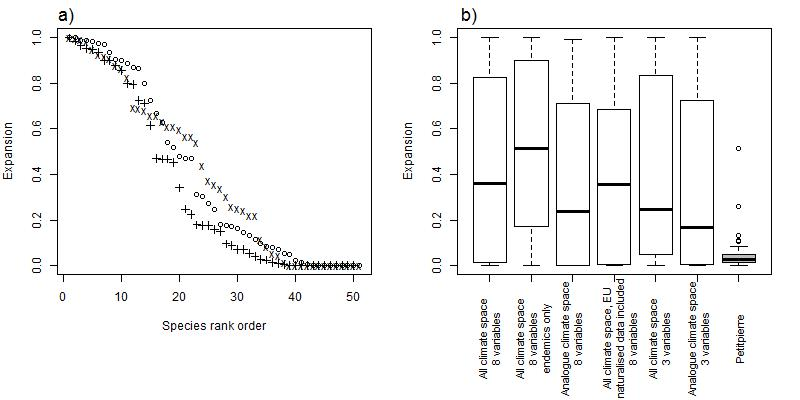 a)
Expansion
1.0
0.8
0.6
0.4
0.2
0.0
0 10 20 30 40 50
Species rank order
b)
Expansion
1.0
0.8
0.6
0.4
0.2
0.0
All climate space
8 variables
All climate space
8 variables
endemics only
Analogue climate space
8 variables
All climate space, EU
naturalised data included
8 variables
All climate space
3 variables
Analogue climate space
3 variables
Petitpierre